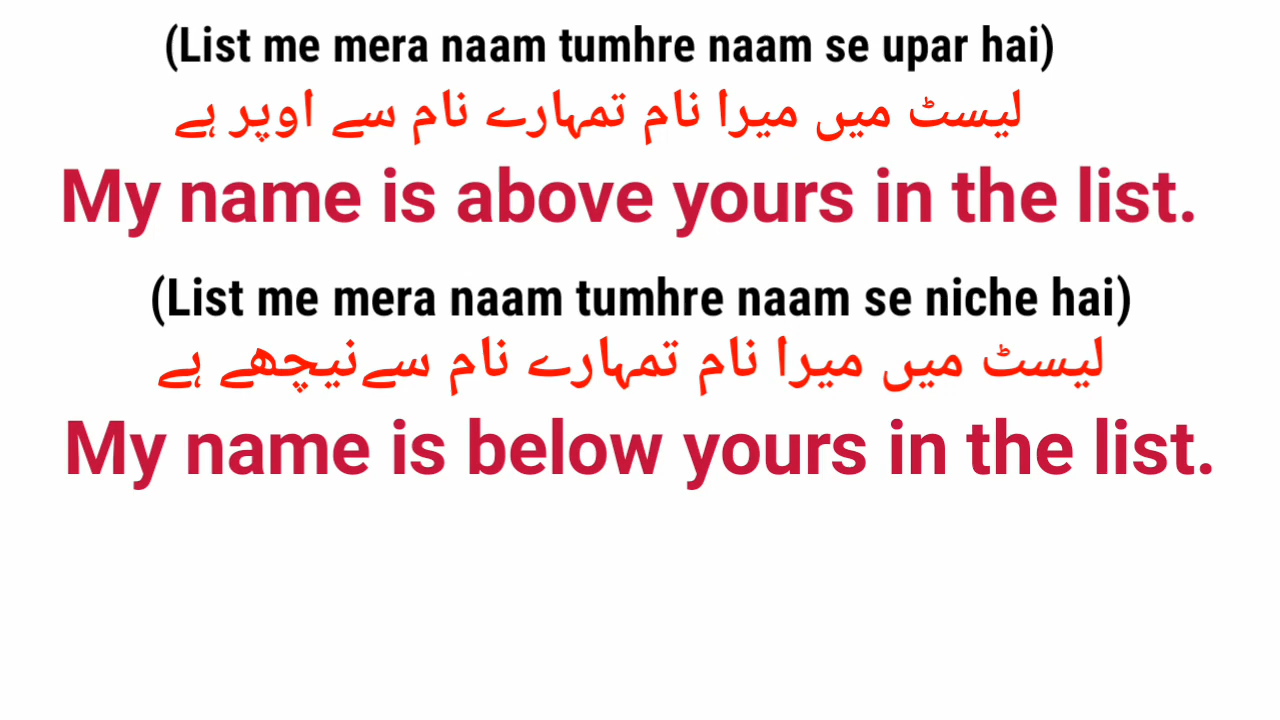 (List me mera naam tumhre naam se upar hai)
لیسٹ میں میرا نام تمہارے نام سے اوپر ہے
My name is above yours in the list.
(List me mera naam tumhre naam se niche hai)
لیسٹ میں میرا نام تمہارے نام سےنیچھے ہے
My name is below yours in the list.